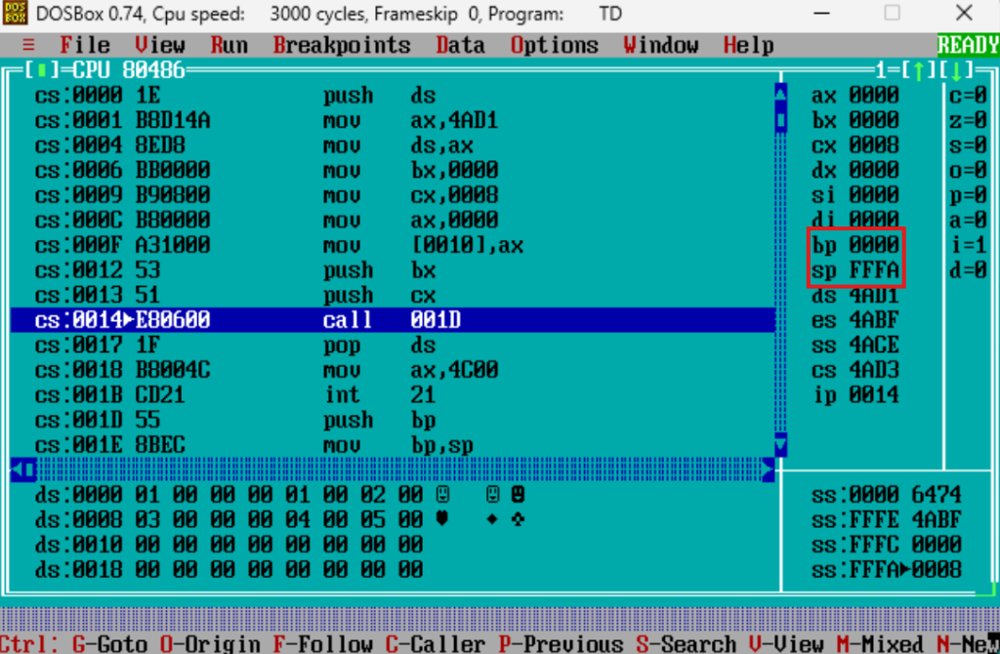 DOSBox 0.74, Cpu speed: 3000 cycles, Frameskip 0, Program: TD
≡ File View Run Breakpoints Data Options Window Help READY
[▮]=CPU 80486 1=[↑][↓]
cs:0000 1E push ds ax 0000 c=0
cs:0001 B8D14A mov ax,4AD1 bx 0000 z=0
cs:0004 8ED8 mov ds,ax cx 0008 s=0
cs:0006 BB0000 mov bx,0000 dx 0000 o=0
cs:0009 B90800 mov cx,0008 si 0000 p=0
cs:000C B80000 mov ax,0000 di 0000 a=0
cs:000F A31000 mov [0010],ax bp 0000 i=1
cs:0012 53 push bx sp FFFA d=0
cs:0013 51 push cx ds 4AD1
cs:0014►E80600 call 001D es 4ABF
cs:0017 1F pop ds ss 4ACE
cs:0018 B8004C mov ax,4C00 cs 4AD3
cs:001B CD21 int 21 ip 0014
cs:001D 55 push bp
cs:001E 8BEC mov bp,sp
ds:0000 01 00 00 00 01 00 02 00 ☺ ☺☻ ss:0000 6474
ds:0008 03 00 00 00 04 00 05 00 ♥ ♦ ♣ ss:FFFE 4ABF
ds:0010 00 00 00 00 00 00 00 00 ss:FFFC 0000
ds:0018 00 00 00 00 00 00 00 00 ss:FFFA►0008
Ctrl: G-Goto O-Origin F-Follow C-Caller P-Previous S-Search V-View M-Mixed N-New